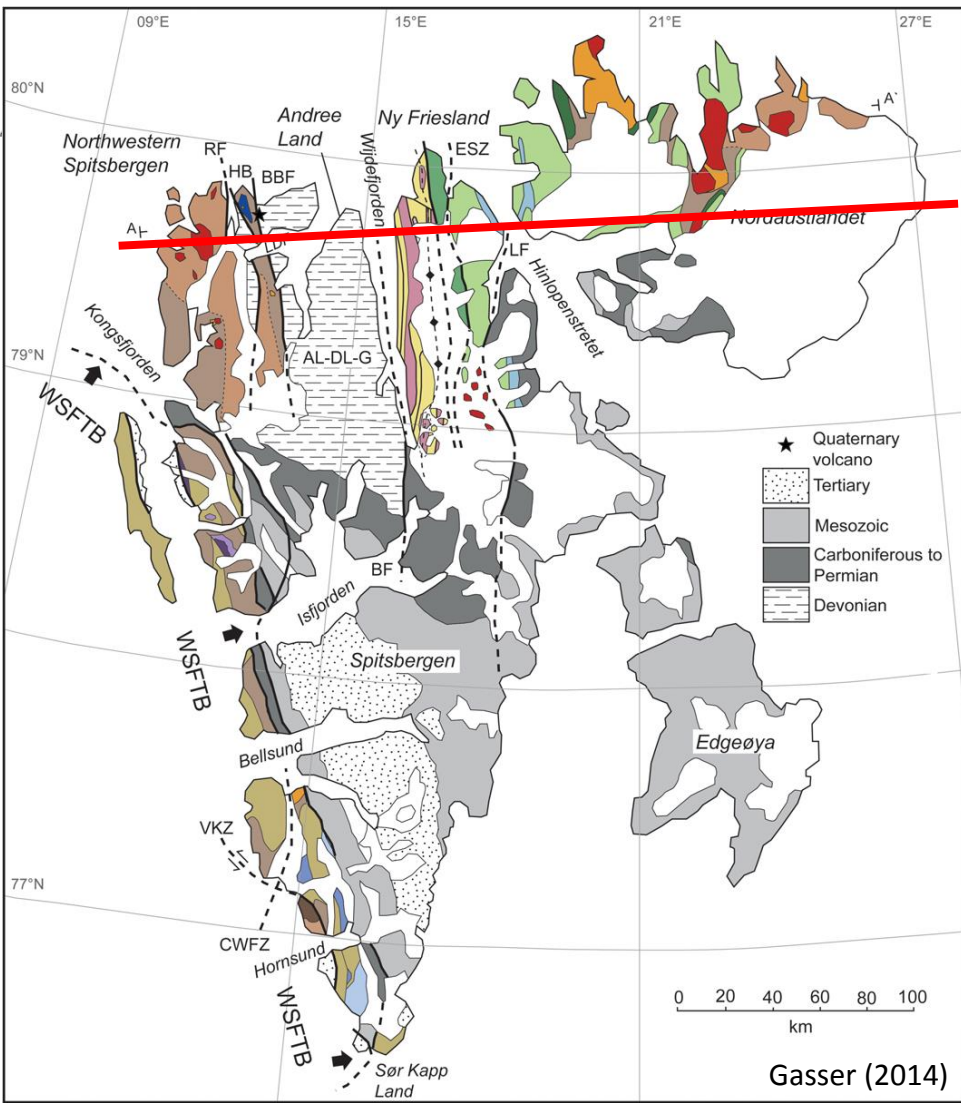 09°E
15°E
21°E
27°E
80°N
Andree
Land
Ny Friesland
A`
Northwestern
Spitsbergen
RF
HB
BBF
Wijdefjorden
ESZ
A
Nordaustlandet
LF
Hinlopenstretet
Kongsfjorden
79°N
AL-DL-G
WSFTB
Quaternary
volcano
Tertiary
Mesozoic
Carboniferous to
Permian
Devonian
BF
Isfjorden
WSFTB
Spitsbergen
Bellsund
Edgeøya
VKZ
77°N
CWFZ
Hornsund
WSFTB
0 20 40 60 80 100
km
Sør Kapp
Land
Gasser (2014)